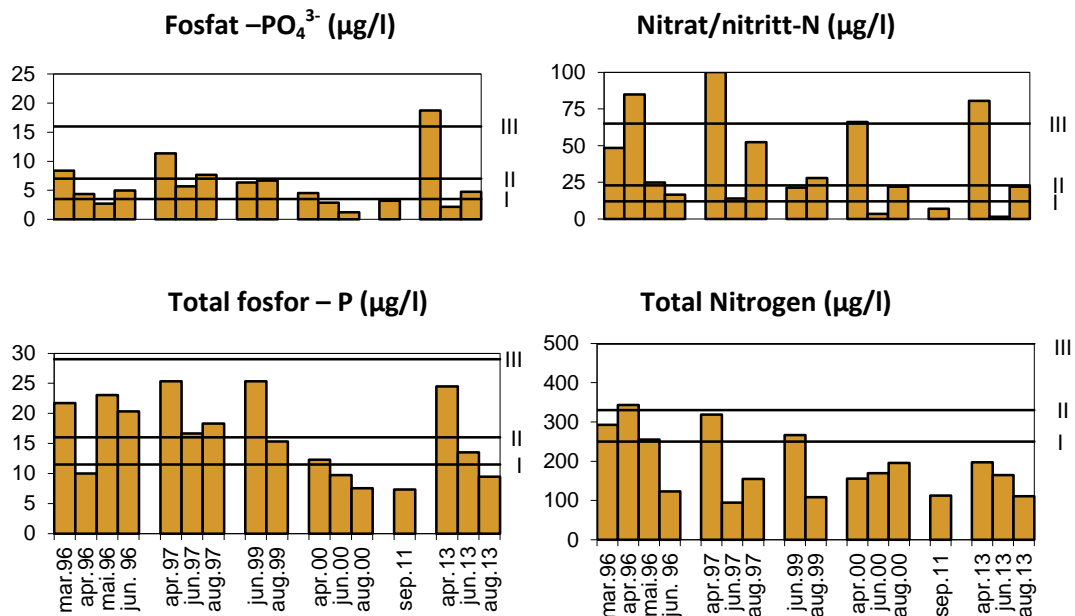 Fosfat –PO₄³⁻ (µg/l)
25
20
15
10
5
0
III
II
I
Nitrat/nitritt-N (µg/l)
100
75
50
25
0
III
II
I
Total fosfor – P (µg/l)
30
25
20
15
10
5
0
III
II
I
mar.96
apr.96
mai.96
jun. 96
apr.97
jun.97
aug.97
jun.99
aug.99
apr.00
jun.00
aug.00
sep.11
apr.13
jun.13
aug.13
Total Nitrogen (µg/l)
500
400
300
200
100
0
III
II
I
mar.96
apr.96
mai.96
jun. 96
apr.97
jun.97
aug.97
jun.99
aug.99
apr.00
jun.00
aug.00
sep.11
apr.13
jun.13
aug.13